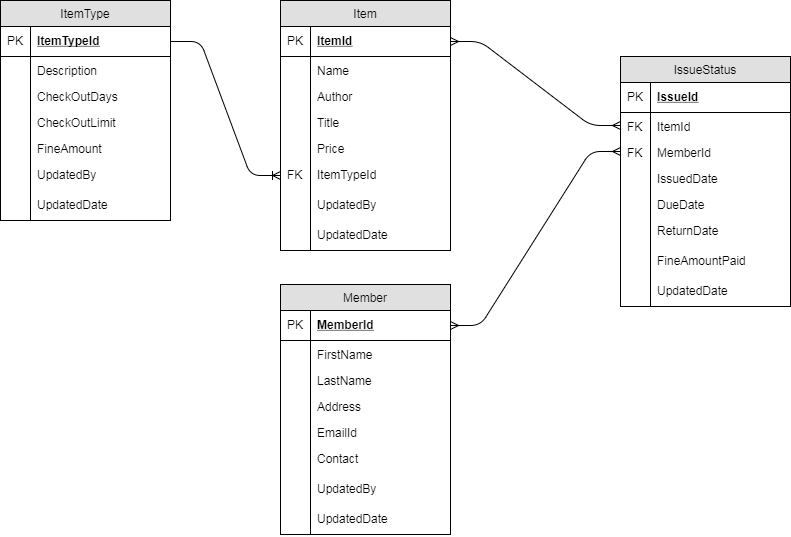 ItemType
PK ItemTypeId
Description
CheckOutDays
CheckOutLimit
FineAmount
UpdatedBy
UpdatedDate
Item
PK ItemId
Name
Author
Title
Price
FK ItemTypeId
UpdatedBy
UpdatedDate
IssueStatus
PK IssueId
FK ItemId
FK MemberId
IssuedDate
DueDate
ReturnDate
FineAmountPaid
UpdatedDate
Member
PK MemberId
FirstName
LastName
Address
EmailId
Contact
UpdatedBy
UpdatedDate